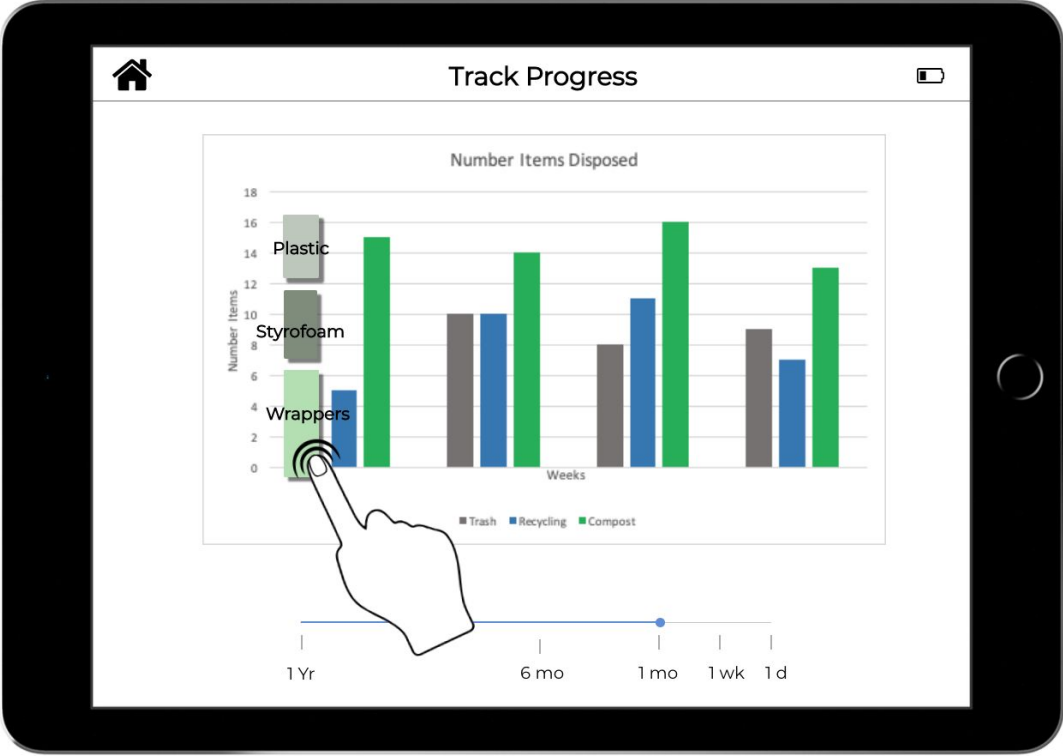 Track Progress
Number Items Disposed
Number Items
18
16
14
12
10
8
6
4
2
0
Plastic
Styrofoam
Wrappers
Weeks
Trash Recycling Compost
1 Yr 6 mo 1 mo 1 wk 1 d